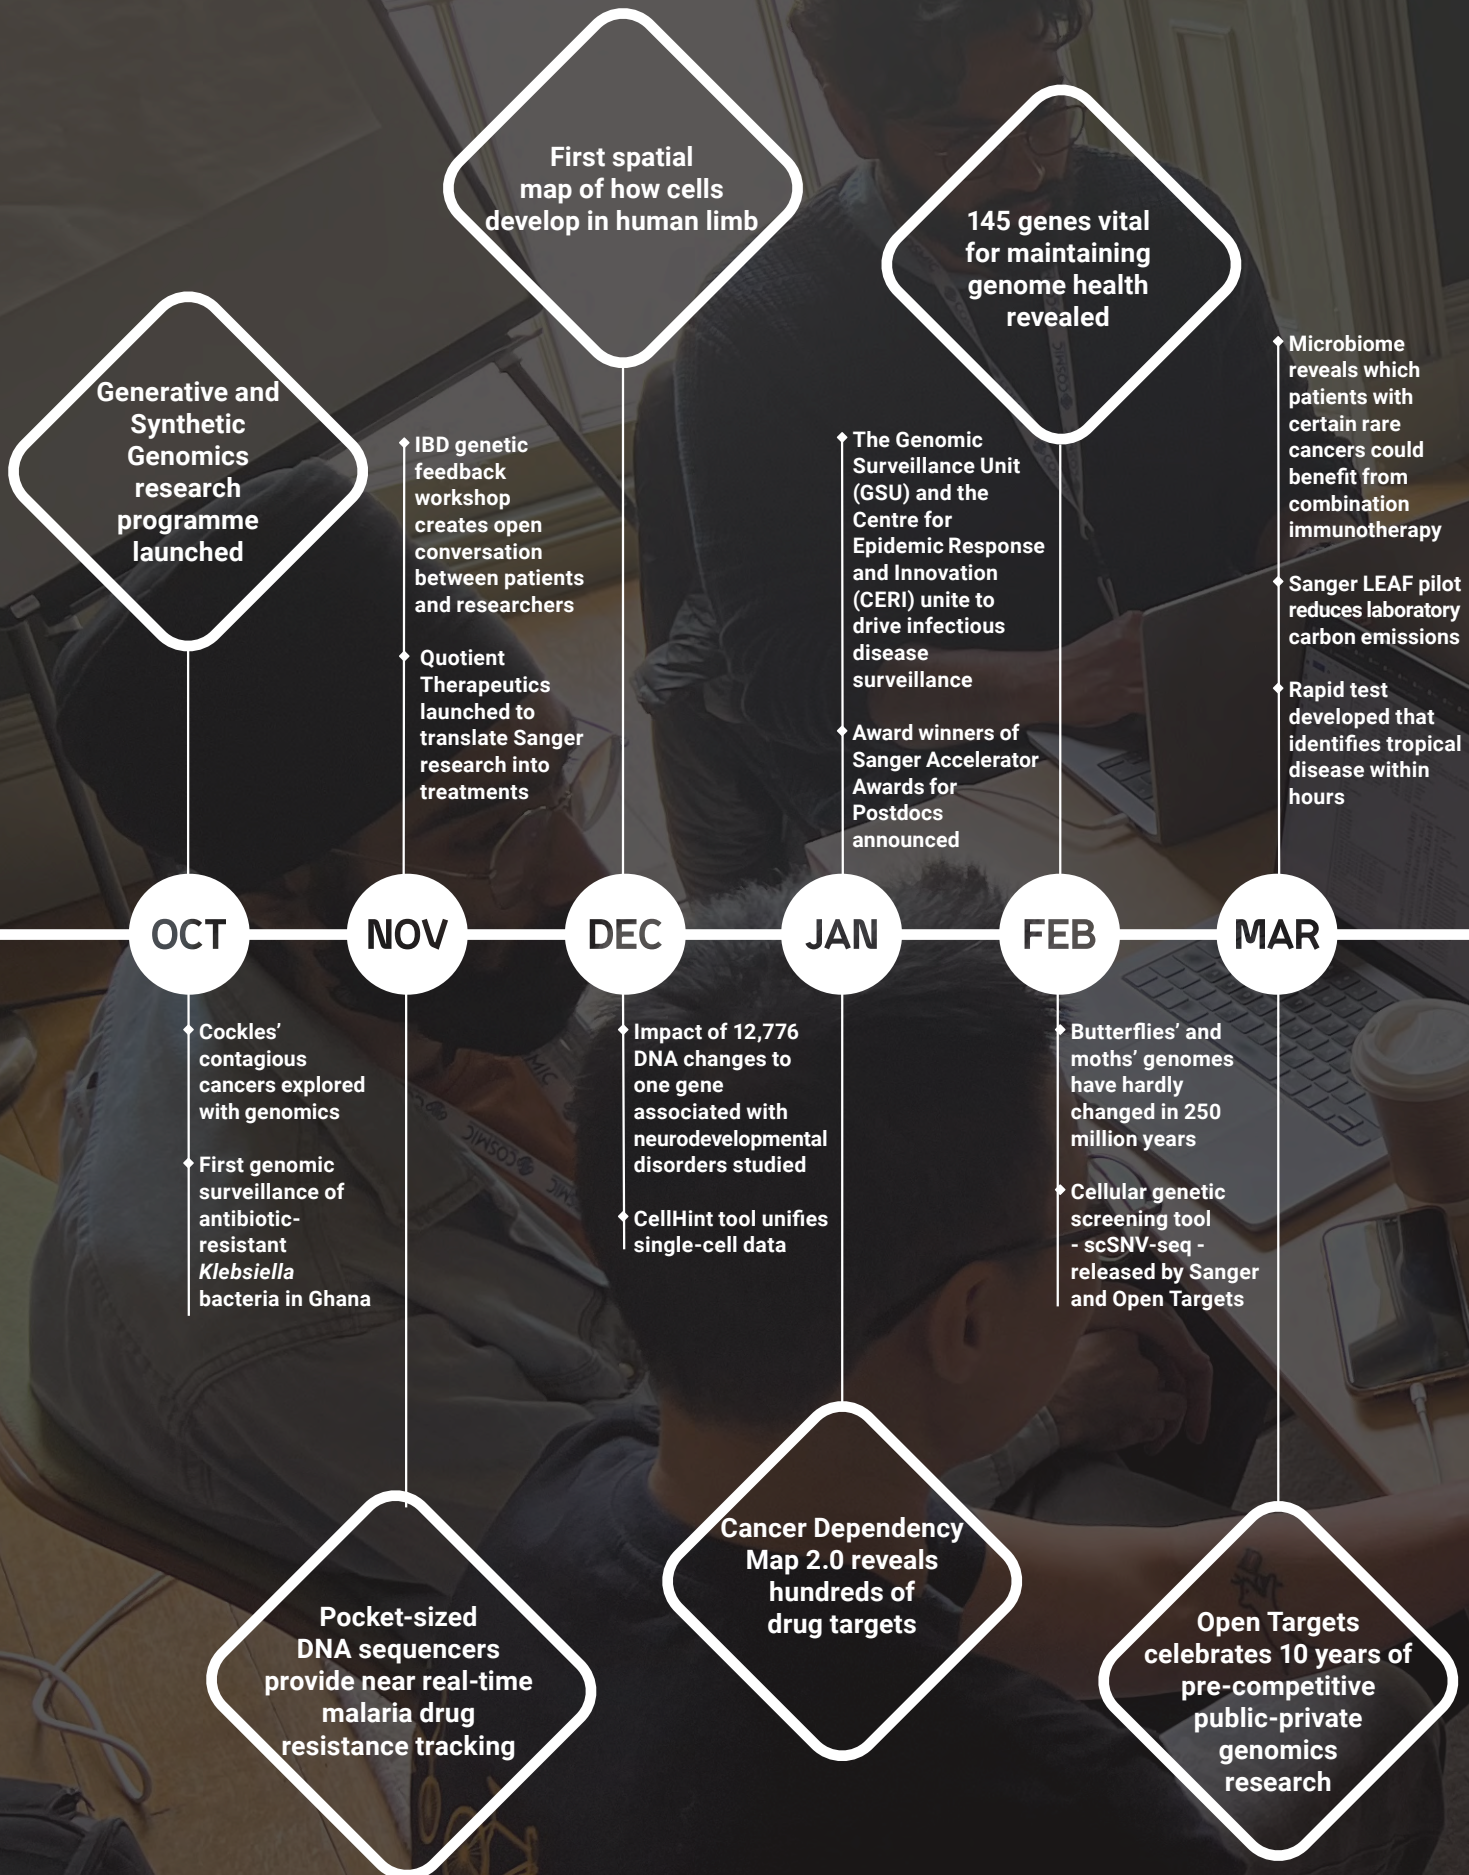 First spatial
map of how cells
develop in human limb
145 genes vital
for maintaining
genome health
revealed
Generative and
Synthetic
Genomics
research
programme
launched
IBD genetic
feedback
workshop
creates open
conversation
between patients
and researchers
Quotient
Therapeutics
launched to
translate Sanger
research into
treatments
The Genomic
Surveillance Unit
(GSU) and the
Centre for
Epidemic Response
and Innovation
(CERI) unite to
drive infectious
disease
surveillance
Award winners of
Sanger Accelerator
Awards for
Postdocs
announced
Microbiome
reveals which
patients with
certain rare
cancers could
benefit from
combination
immunotherapy
Sanger LEAF pilot
reduces laboratory
carbon emissions
Rapid test
developed that
identifies tropical
disease within
hours
OCT
NOV
DEC
JAN
FEB
MAR
Cockles’
contagious
cancers explored
with genomics
First genomic
surveillance of
antibiotic-
resistant
Klebsiella
bacteria in Ghana
Impact of 12,776
DNA changes to
one gene
associated with
neurodevelopmental
disorders studied
CellHint tool unifies
single-cell data
Butterflies’ and
moths’ genomes
have hardly
changed in 250
million years
Cellular genetic
screening tool
- scSNV-seq -
released by Sanger
and Open Targets
Pocket-sized
DNA sequencers
provide near real-time
malaria drug
resistance tracking
Cancer Dependency
Map 2.0 reveals
hundreds of
drug targets
Open Targets
celebrates 10 years of
pre-competitive
public-private
genomics
research
COSMIC
COSMIC